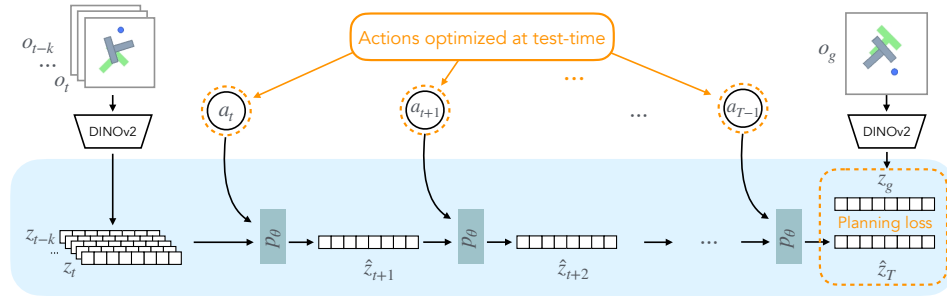 o_{t-k}
...
o_t
Actions optimized at test-time
...
o_g
DINOv2
a_t
a_{t+1}
...
a_{T-1}
DINOv2
z_{t-k}
...
z_t
p_θ
ẑ_{t+1}
p_θ
ẑ_{t+2}
...
p_θ
z_g
Planning loss
ẑ_T